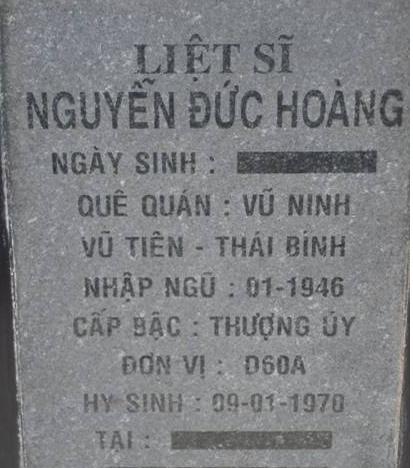 LIỆT SĨ
NGUYỄN ĐỨC HOÀNG
NGÀY SINH :
QUÊ QUÁN : VŨ NINH
VŨ TIÊN - THÁI BÌNH
NHẬP NGŨ : 01-1946
CẤP BẬC : THƯỢNG ÚY
ĐƠN VỊ : D60A
HY SINH : 09-01-1970
TẠI :